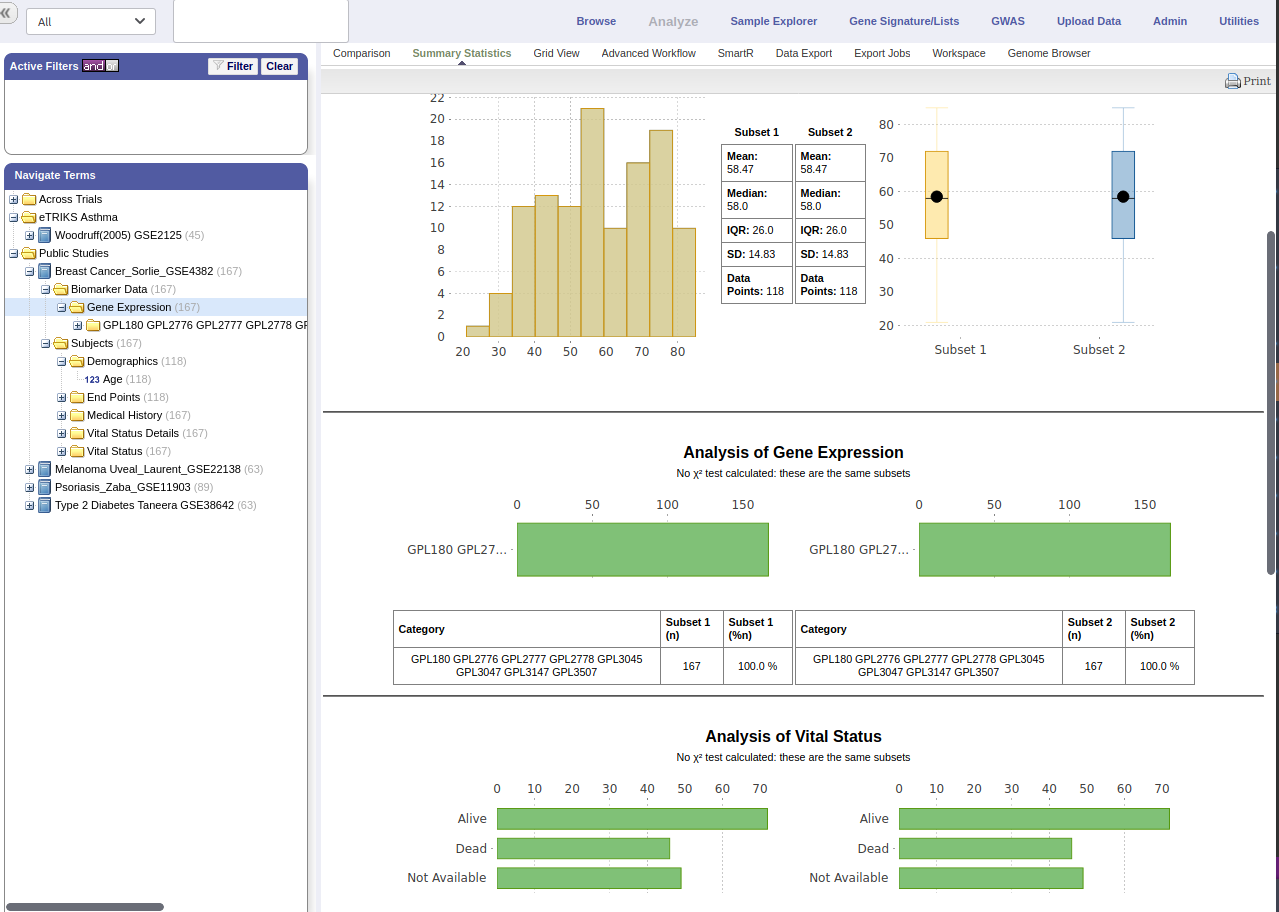 All
Browse Analyze Sample Explorer Gene Signature/Lists GWAS Upload Data Admin Utilities
Comparison Summary Statistics Grid View Advanced Workflow SmartR Data Export Export Jobs Workspace Genome Browser
Print
Active Filters and or Filter Clear
Navigate Terms
Across Trials
eTRIKS Asthma
Woodruff(2005) GSE2125 (45)
Public Studies
Breast Cancer_Sorlie_GSE4382 (167)
Biomarker Data (167)
Gene Expression (167)
GPL180 GPL2776 GPL2777 GPL2778 GP
Subjects (167)
Demographics (118)
123 Age (118)
End Points (118)
Medical History (167)
Vital Status Details (167)
Vital Status (167)
Melanoma Uveal_Laurent_GSE22138 (63)
Psoriasis_Zaba_GSE11903 (89)
Type 2 Diabetes Taneera GSE38642 (63)
22
20
18
16
14
12
10
8
6
4
2
0
20 30 40 50 60 70 80
Subset 1 Subset 2
Mean: 58.47 Mean: 58.47
Median: 58.0 Median: 58.0
IQR: 26.0 IQR: 26.0
SD: 14.83 SD: 14.83
Data Points: 118 Data Points: 118
80
70
60
50
40
30
20
Subset 1 Subset 2
Analysis of Gene Expression
No χ² test calculated: these are the same subsets
0 50 100 150 0 50 100 150
GPL180 GPL27... GPL180 GPL27...
Category Subset 1 (n) Subset 1 (%n) Category Subset 2 (n) Subset 2 (%n)
GPL180 GPL2776 GPL2777 GPL2778 GPL3045 GPL3047 GPL3147 GPL3507 167 100.0 % GPL180 GPL2776 GPL2777 GPL2778 GPL3045 GPL3047 GPL3147 GPL3507 167 100.0 %
Analysis of Vital Status
No χ² test calculated: these are the same subsets
0 10 20 30 40 50 60 70 0 10 20 30 40 50 60 70
Alive Alive
Dead Dead
Not Available Not Available